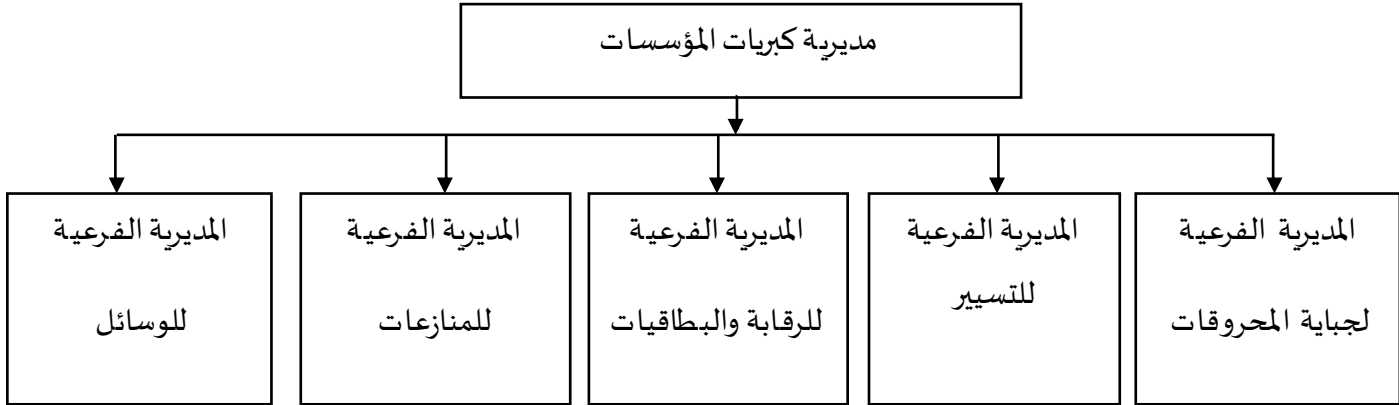 مديرية كبريات المؤسسات
المديرية الفرعية
لجباية المحروقات
المديرية الفرعية
للتسيير
المديرية الفرعية
للرقابة والبطاقيات
المديرية الفرعية
للمنازعات
المديرية الفرعية
للوسائل